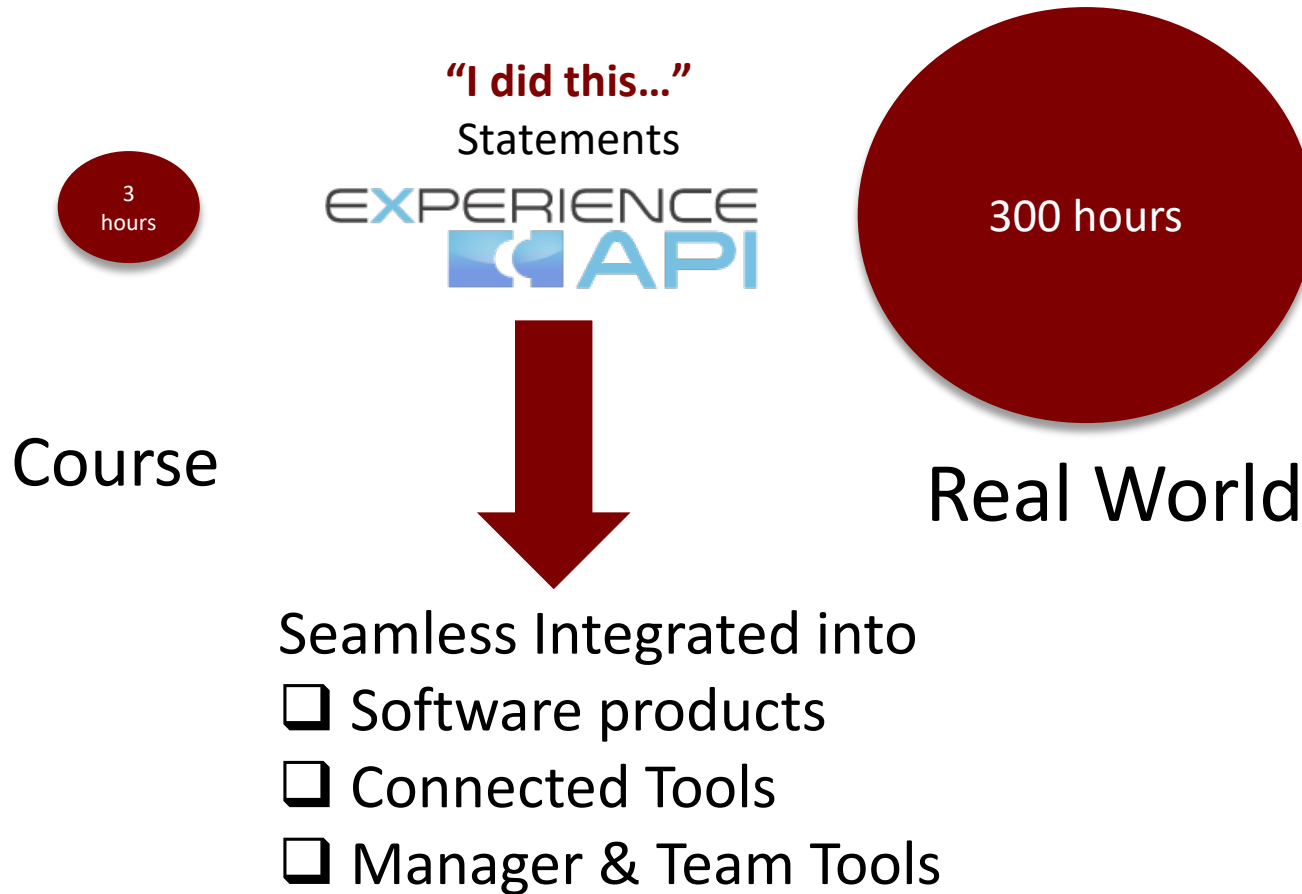 “I did this…”
Statements
EXPERIENCE
API
3
hours
300 hours
Course
Real World
Seamless Integrated into
❑ Software products
❑ Connected Tools
❑ Manager & Team Tools